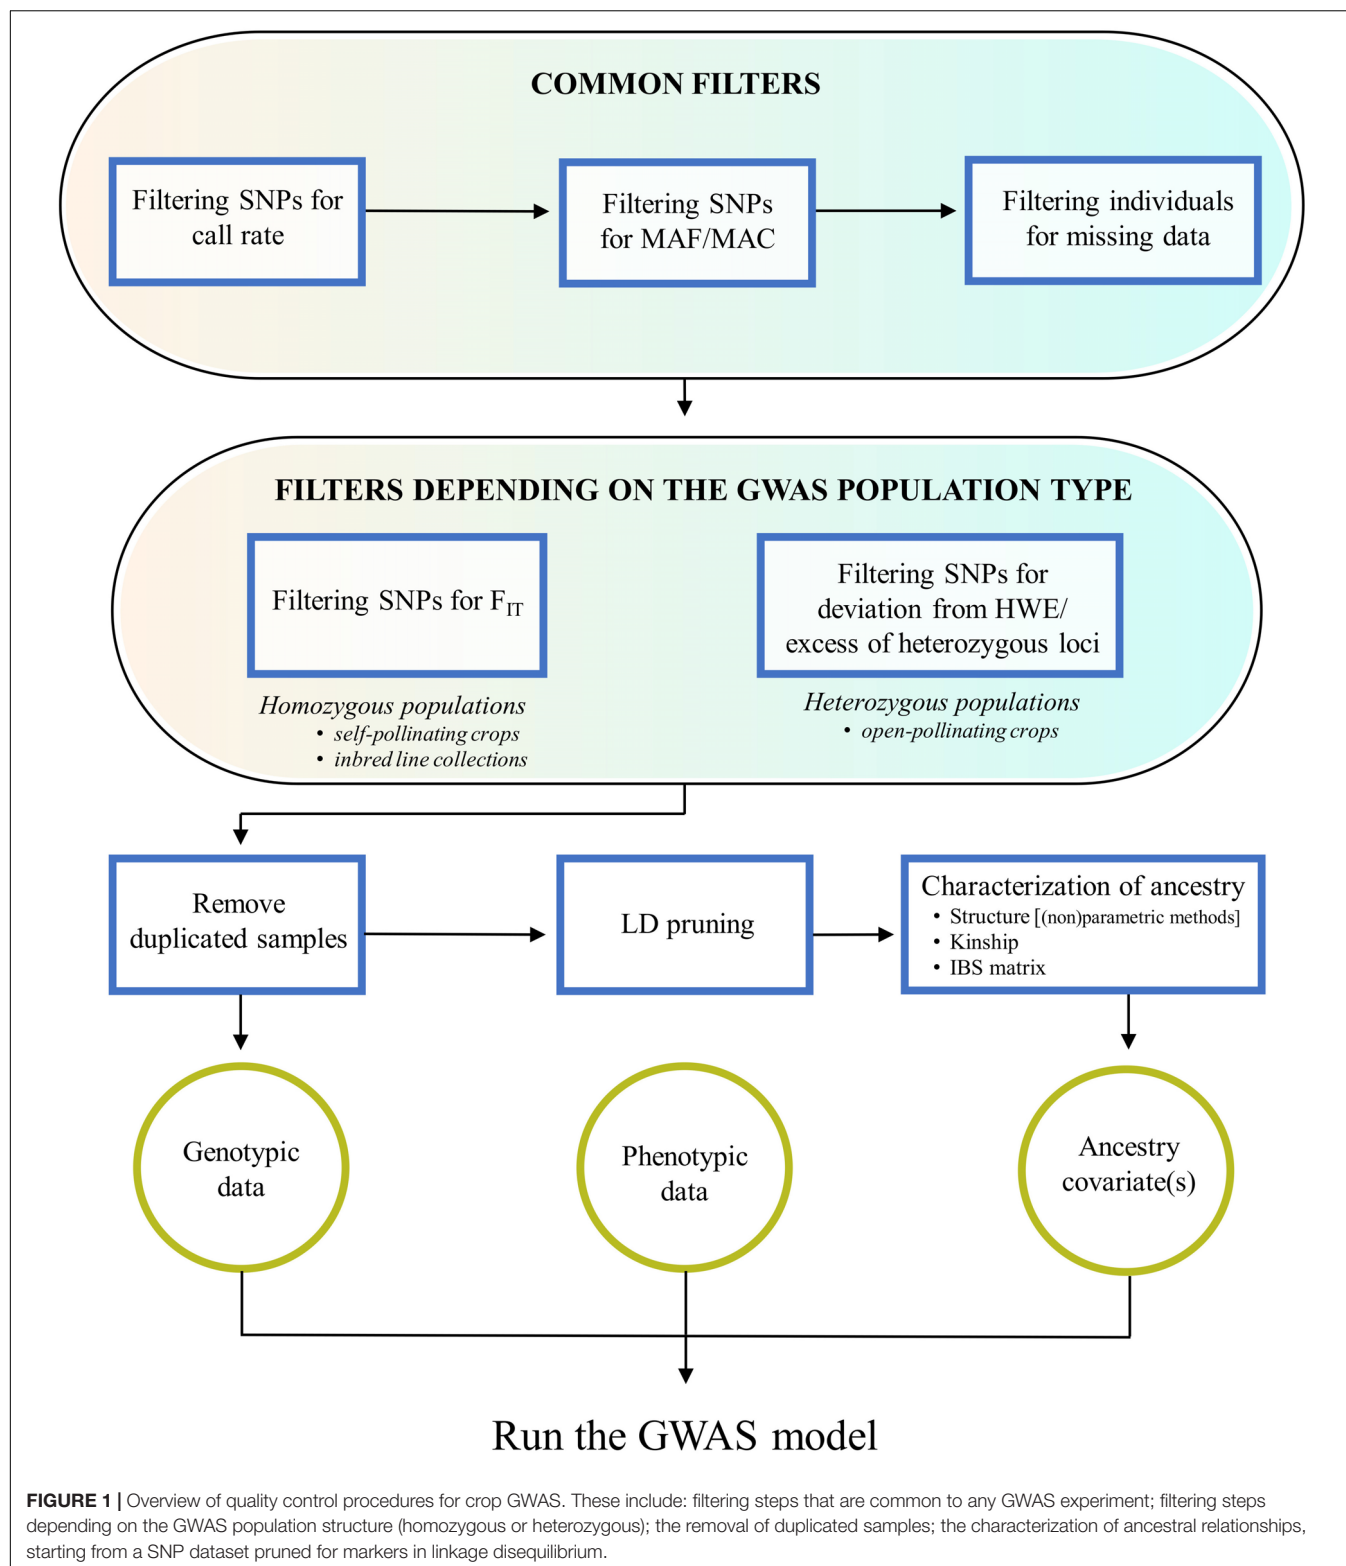 COMMON FILTERS
Filtering SNPs for
call rate
Filtering SNPs
for MAF/MAC
Filtering individuals
for missing data
FILTERS DEPENDING ON THE GWAS POPULATION TYPE
Filtering SNPs for FIT
Homozygous populations
• self-pollinating crops
• inbred line collections
Filtering SNPs for
deviation from HWE/
excess of heterozygous loci
Heterozygous populations
• open-pollinating crops
Remove
duplicated samples
LD pruning
Characterization of ancestry
• Structure [(non)parametric methods]
• Kinship
• IBS matrix
Genotypic
data
Phenotypic
data
Ancestry
covariate(s)
Run the GWAS model
FIGURE 1 | Overview of quality control procedures for crop GWAS. These include: filtering steps that are common to any GWAS experiment; filtering steps
depending on the GWAS population structure (homozygous or heterozygous); the removal of duplicated samples; the characterization of ancestral relationships,
starting from a SNP dataset pruned for markers in linkage disequilibrium.